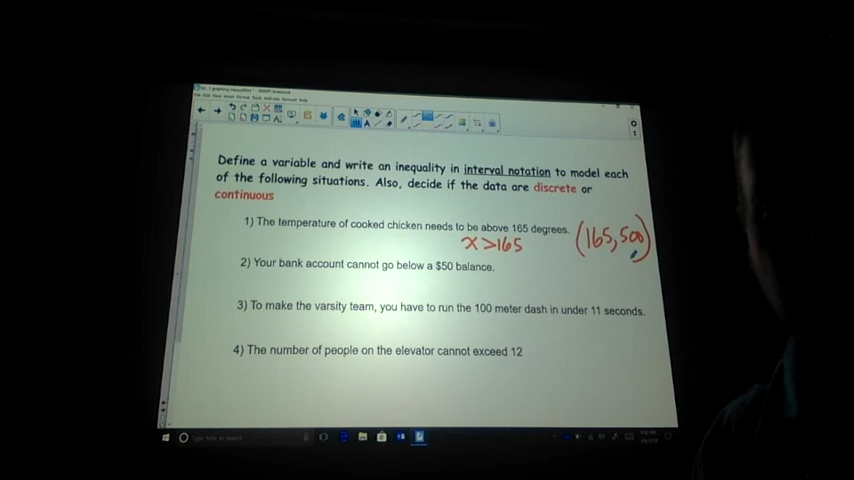 Define a variable and write an inequality in interval notation to model each
of the following situations. Also, decide if the data are discrete or
continuous
1) The temperature of cooked chicken needs to be above 165 degrees.
x>165
(165,500)
2) Your bank account cannot go below a $50 balance.
3) To make the varsity team, you have to run the 100 meter dash in under 11 seconds.
4) The number of people on the elevator cannot exceed 12